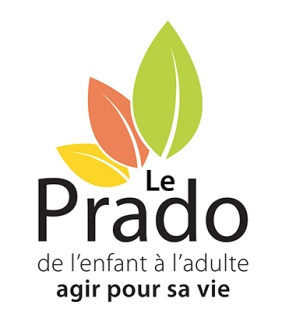 Le
Prado
de l'enfant à l'adulte
agir pour sa vie